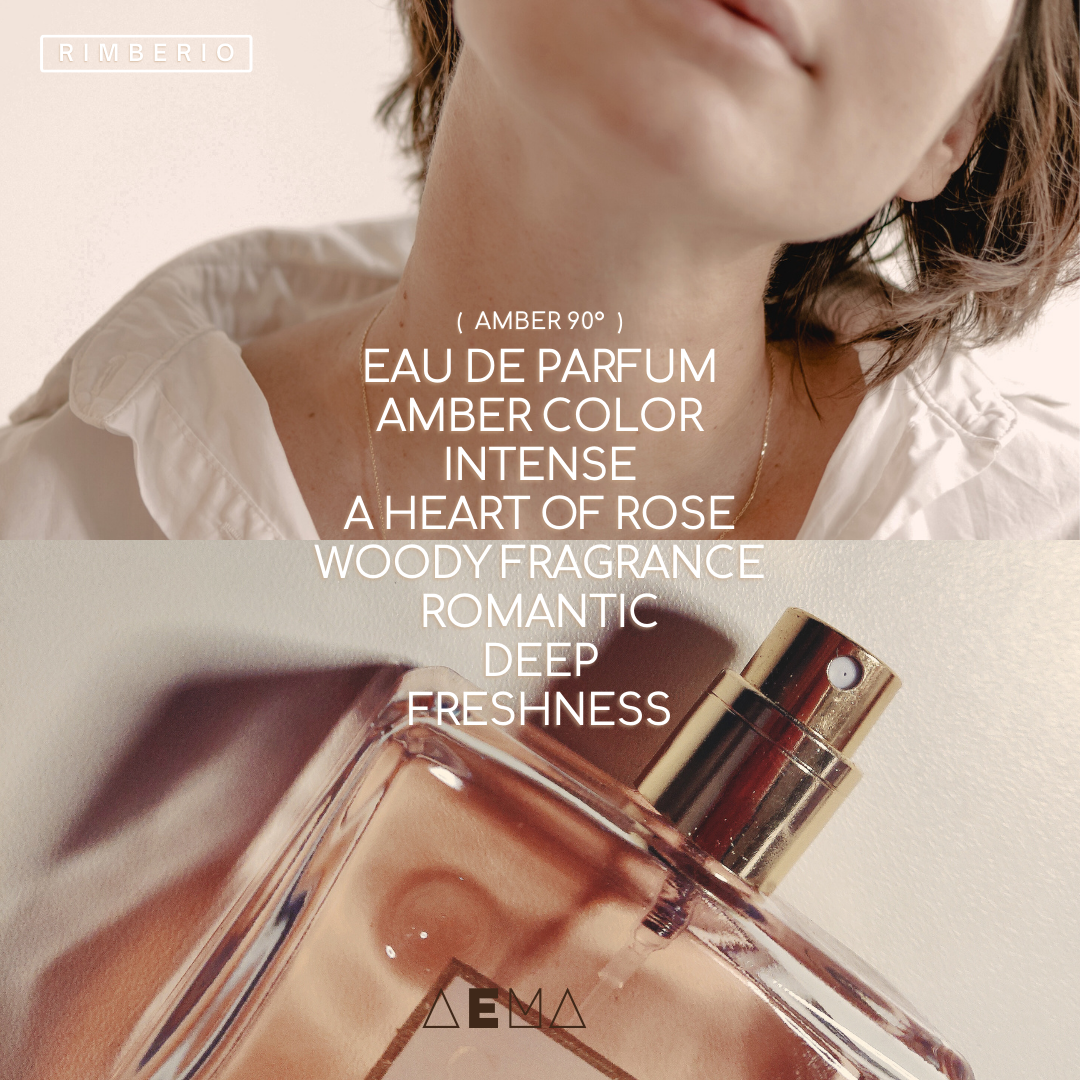 RIMBERIO
( AMBER 90° )
EAU DE PARFUM
AMBER COLOR
INTENSE
A HEART OF ROSE
WOODY FRAGRANCE
ROMANTIC
DEEP
FRESHNESS
ΔEMΔ